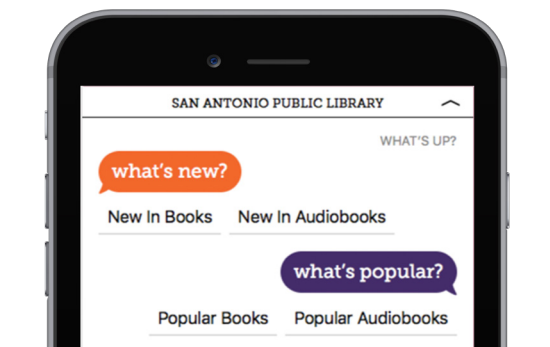 SAN ANTONIO PUBLIC LIBRARY
WHAT'S UP?
what's new?
New In Books New In Audiobooks
what's popular?
Popular Books Popular Audiobooks